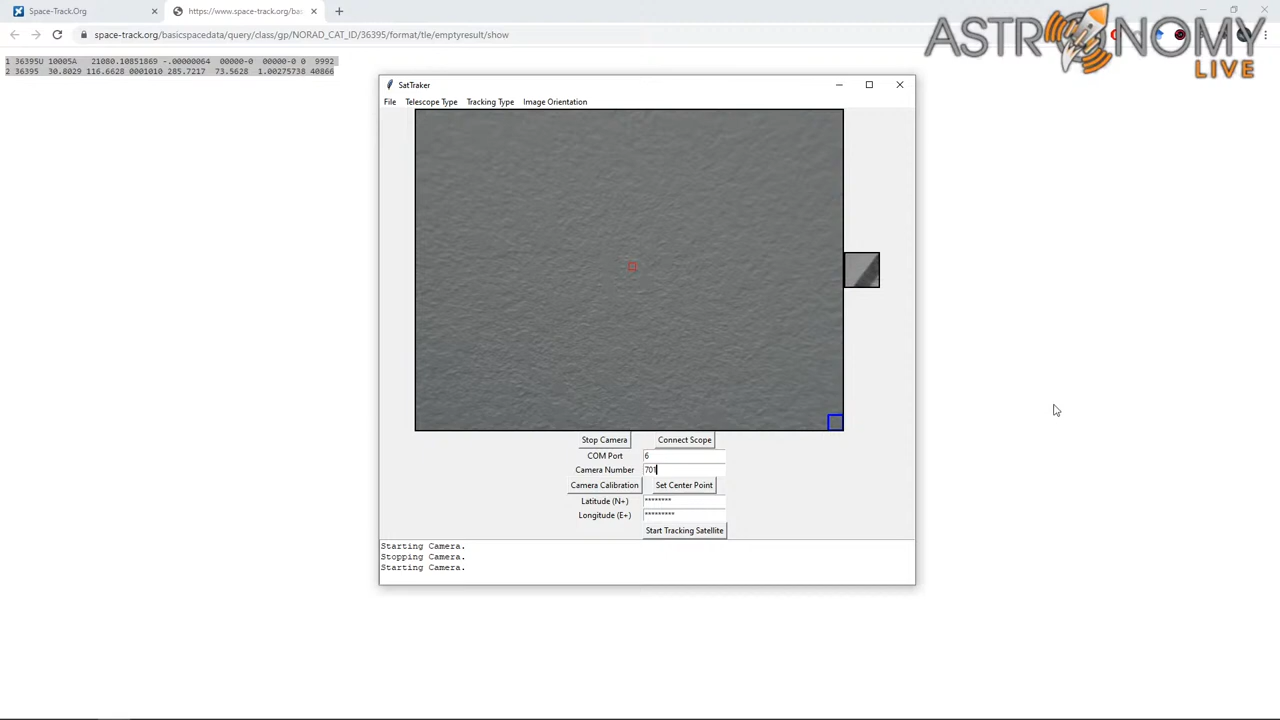 Space-Track.Org
https://www.space-track.org/bas
space-track.org/basicspacedata/query/class/gp/NORAD_CAT_ID/36395/format/tle/emptyresult/show
ASTRONOMY
LIVE
1 36395U 10005A   21080.10851869 -.00000064  00000-0  00000-0 0  9992
2 36395  30.8029 116.6628 0001010 285.7217  73.5628  1.00275738 40866
SatTraker
File Telescope Type Tracking Type Image Orientation
Stop Camera Connect Scope
COM Port 6
Camera Number 701
Camera Calibration Set Center Point
Latitude (N+) ********
Longitude (E+) *********
Start Tracking Satellite
Starting Camera.
Stopping Camera.
Starting Camera.